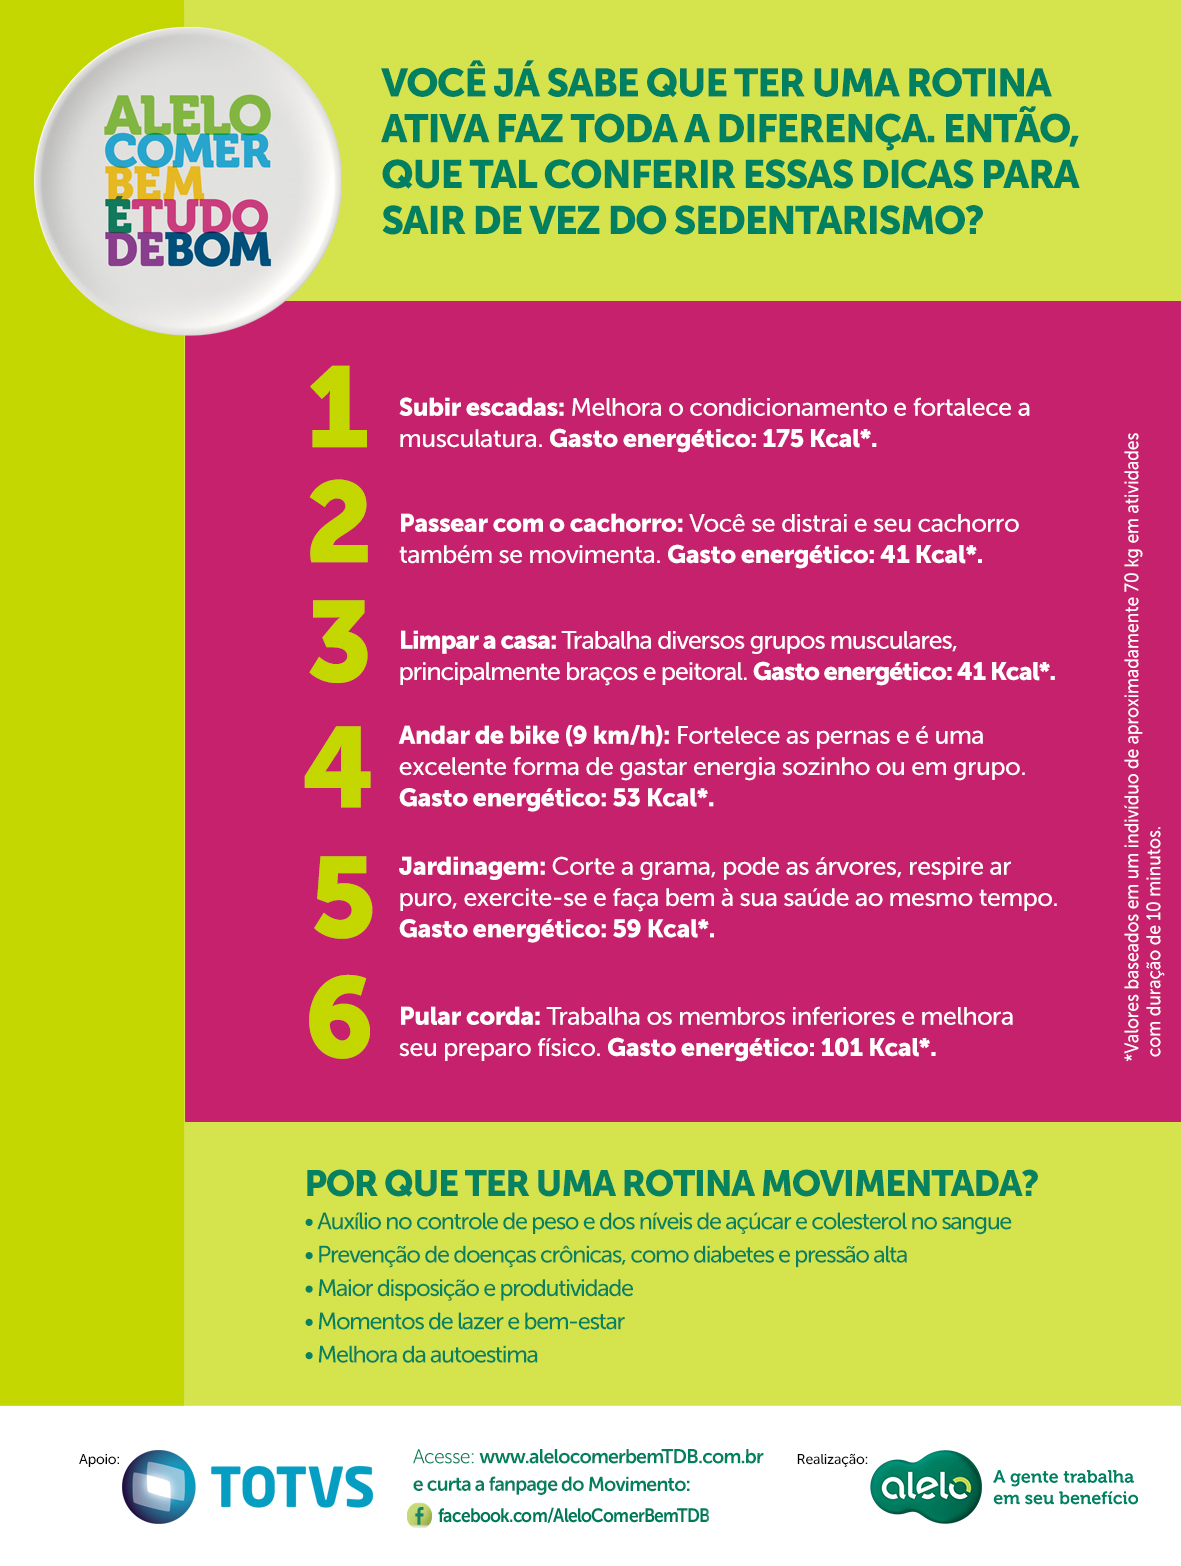 ALELO
COMER
BEM
ÉTUDO
DEBOM
VOCÊ JÁ SABE QUE TER UMA ROTINA
ATIVA FAZ TODA A DIFERENÇA. ENTÃO,
QUE TAL CONFERIR ESSAS DICAS PARA
SAIR DE VEZ DO SEDENTARISMO?
1
Subir escadas: Melhora o condicionamento e fortalece a
musculatura. Gasto energético: 175 Kcal*.
2
Passear com o cachorro: Você se distrai e seu cachorro
também se movimenta. Gasto energético: 41 Kcal*.
3
Limpar a casa: Trabalha diversos grupos musculares,
principalmente braços e peitoral. Gasto energético: 41 Kcal*.
4
Andar de bike (9 km/h): Fortelece as pernas e é uma
excelente forma de gastar energia sozinho ou em grupo.
Gasto energético: 53 Kcal*.
5
Jardinagem: Corte a grama, pode as árvores, respire ar
puro, exercite-se e faça bem à sua saúde ao mesmo tempo.
Gasto energético: 59 Kcal*.
6
Pular corda: Trabalha os membros inferiores e melhora
seu preparo físico. Gasto energético: 101 Kcal*.
*Valores baseados em um indivíduo de aproximadamente 70 kg em atividades
com duração de 10 minutos.
POR QUE TER UMA ROTINA MOVIMENTADA?
• Auxílio no controle de peso e dos níveis de açúcar e colesterol no sangue
• Prevenção de doenças crônicas, como diabetes e pressão alta
• Maior disposição e produtividade
• Momentos de lazer e bem-estar
• Melhora da autoestima
Apoio:
TOTVS
Acesse: www.alelocomerbemTDB.com.br
e curta a fanpage do Movimento:
f facebook.com/AleloComerBemTDB
Realização:
alelo
A gente trabalha
em seu benefício